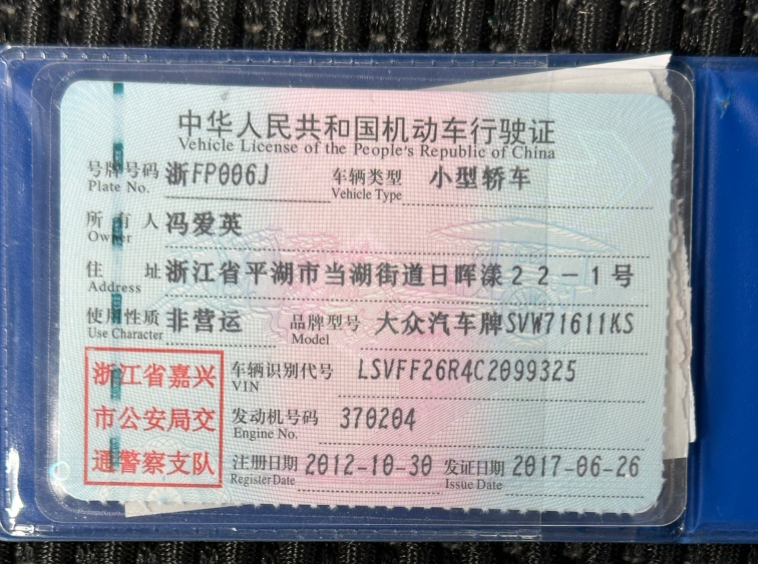 中华人民共和国机动车行驶证
Vehicle License of the People's Republic of China
号牌号码 浙FP006J 车辆类型 小型轿车
Plate No. Vehicle Type
所有人 冯爱英
Owner
住址 浙江省平湖市当湖街道日晖漾22-1号
Address
使用性质 非营运 品牌型号 大众汽车牌SVW71611KS
Use Character Model
浙江省嘉兴
市公安局交
通警察支队
车辆识别代号 LSVFF26R4C2099325
VIN
发动机号码 370204
Engine No.
注册日期 2012-10-30 发证日期 2017-06-26
Register Date Issue Date